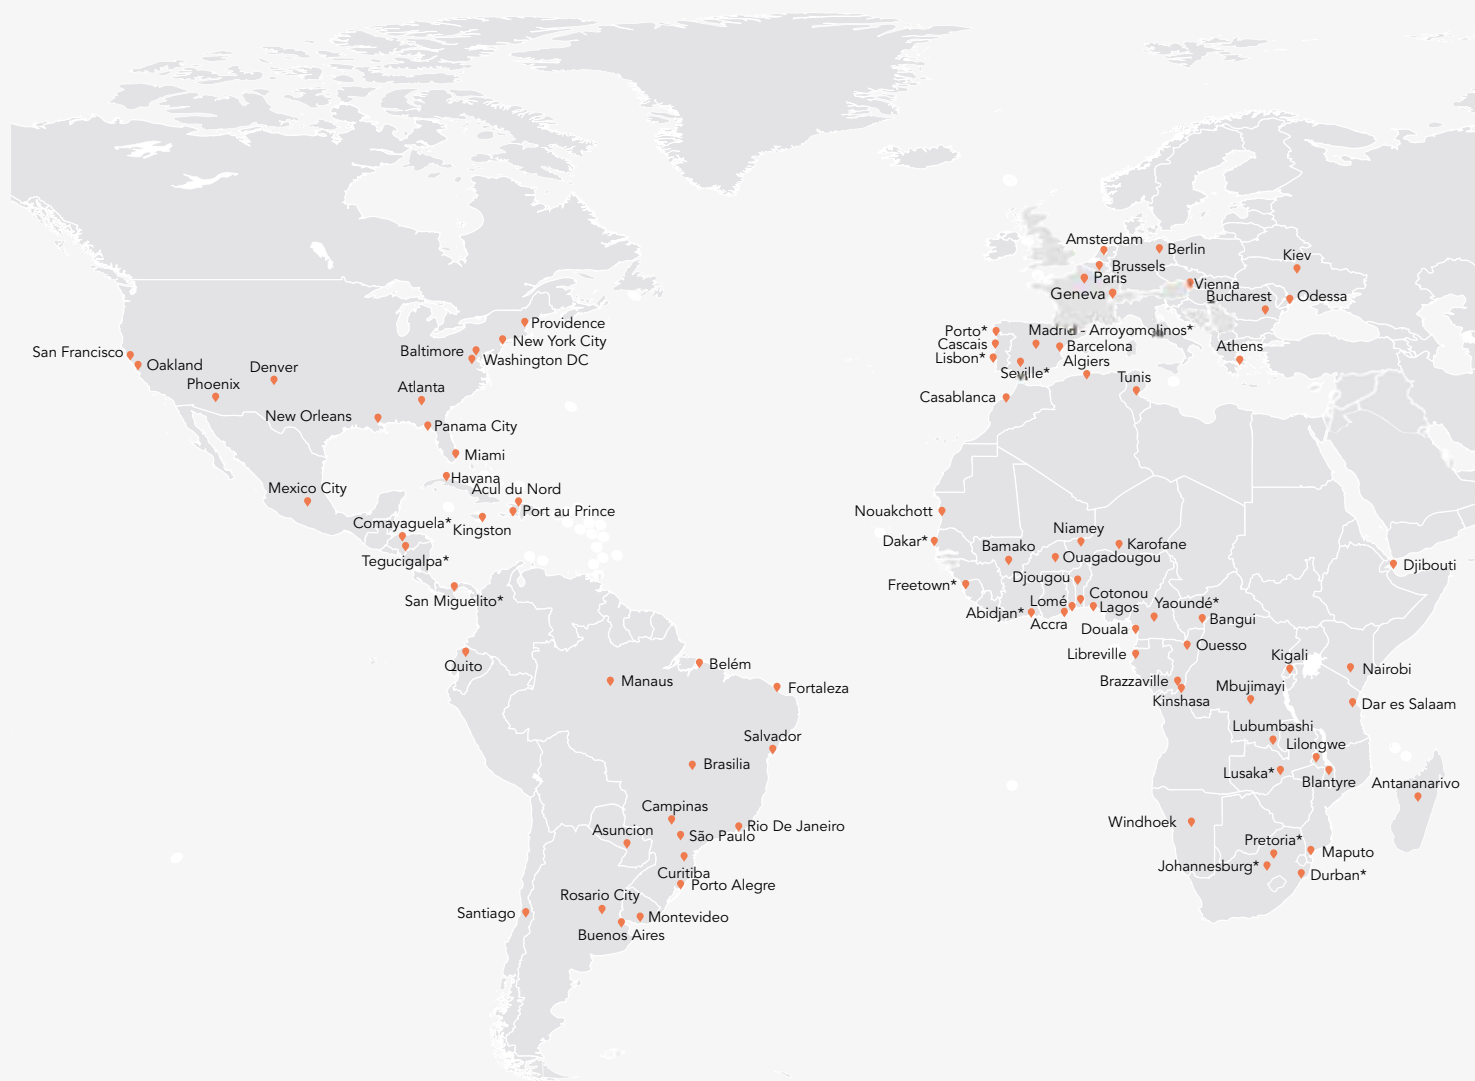 Amsterdam
Berlin
Brussels
Kiev
Paris
Vienna
Geneva
Bucharest
Odessa
Providence
New York City
Porto*
Madrid - Arroyomolinos*
San Francisco
Baltimore
Cascais
Barcelona
Athens
Oakland
Washington DC
Lisbon*
Algiers
Denver
Seville*
Phoenix
Atlanta
Tunis
Casablanca
New Orleans
Panama City
Miami
Havana
Mexico City
Acul du Nord
Port au Prince
Nouakchott
Comayaguela*
Kingston
Niamey
Dakar*
Bamako
Karofane
Tegucigalpa*
Ouagadougou
Djibouti
Djougou
Freetown*
San Miguelito*
Cotonou
Lomé
Lagos
Yaoundé*
Abidjan*
Accra
Bangui
Douala
Ouesso
Libreville
Kigali
Quito
Belém
Nairobi
Manaus
Fortaleza
Brazzaville
Mbujimayi
Kinshasa
Dar es Salaam
Lubumbashi
Salvador
Lilongwe
Brasilia
Lusaka*
Blantyre
Antananarivo
Campinas
Windhoek
Asuncion
Rio De Janeiro
São Paulo
Pretoria*
Maputo
Johannesburg*
Curitiba
Durban*
Porto Alegre
Rosario City
Santiago
Montevideo
Buenos Aires